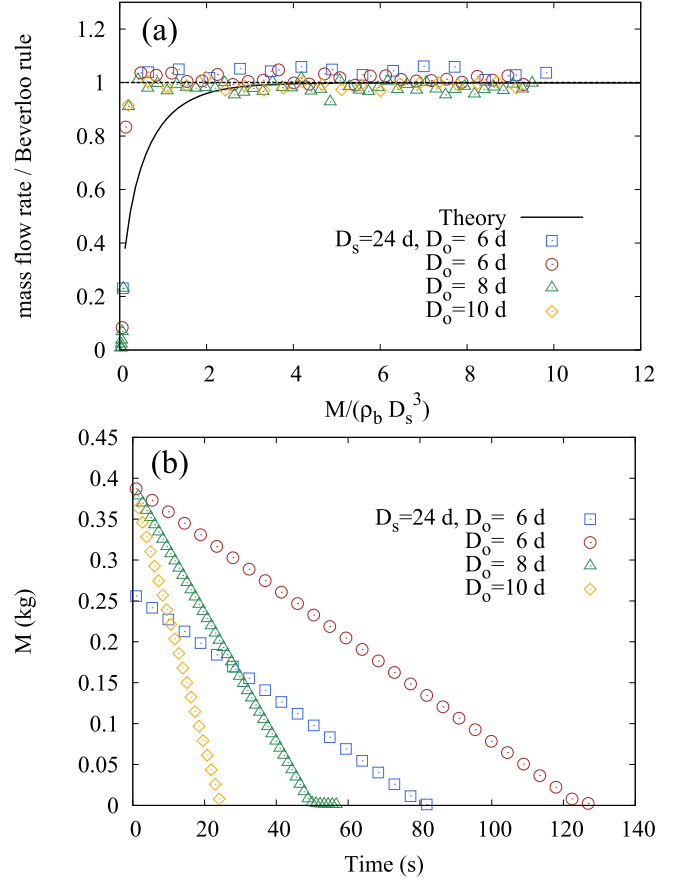 (a)
mass flow rate / Beverloo rule
1.2
1
0.8
0.6
0.4
0.2
0
Theory
Dₛ=24 d, Dₒ= 6 d
Dₒ= 6 d
Dₒ= 8 d
Dₒ=10 d
0 2 4 6 8 10 12
M/(ρ_b Dₛ³)
(b)
M (kg)
0.45
0.4
0.35
0.3
0.25
0.2
0.15
0.1
0.05
0
Dₛ=24 d, Dₒ= 6 d
Dₒ= 6 d
Dₒ= 8 d
Dₒ=10 d
0 20 40 60 80 100 120 140
Time (s)